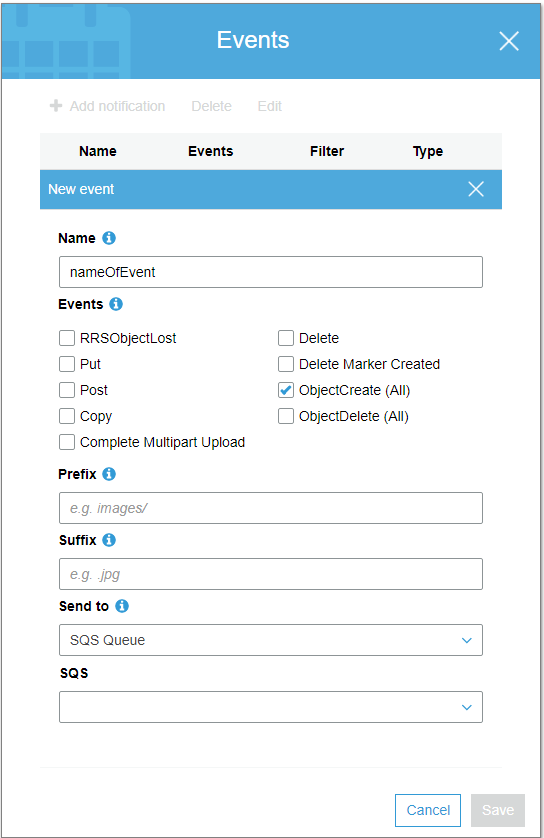 Events
Add notification Delete Edit
Name Events Filter Type
New event
Name
nameOfEvent
Events
RRSObjectLost Delete
Put Delete Marker Created
Post ObjectCreate (All)
Copy ObjectDelete (All)
Complete Multipart Upload
Prefix
e.g. images/
Suffix
e.g. .jpg
Send to
SQS Queue
SQS
Cancel Save